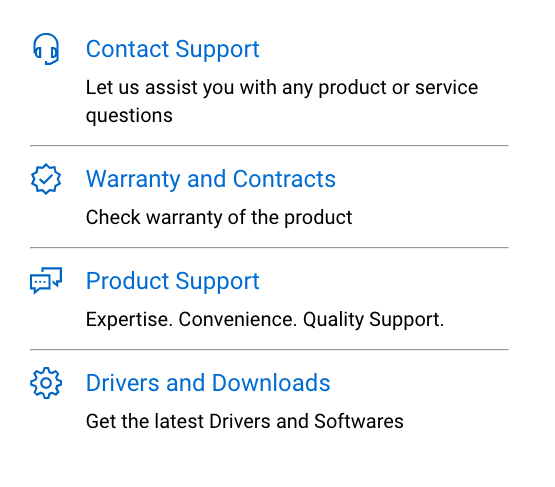 Contact Support
Let us assist you with any product or service
questions
Warranty and Contracts
Check warranty of the product
Product Support
Expertise. Convenience. Quality Support.
Drivers and Downloads
Get the latest Drivers and Softwares